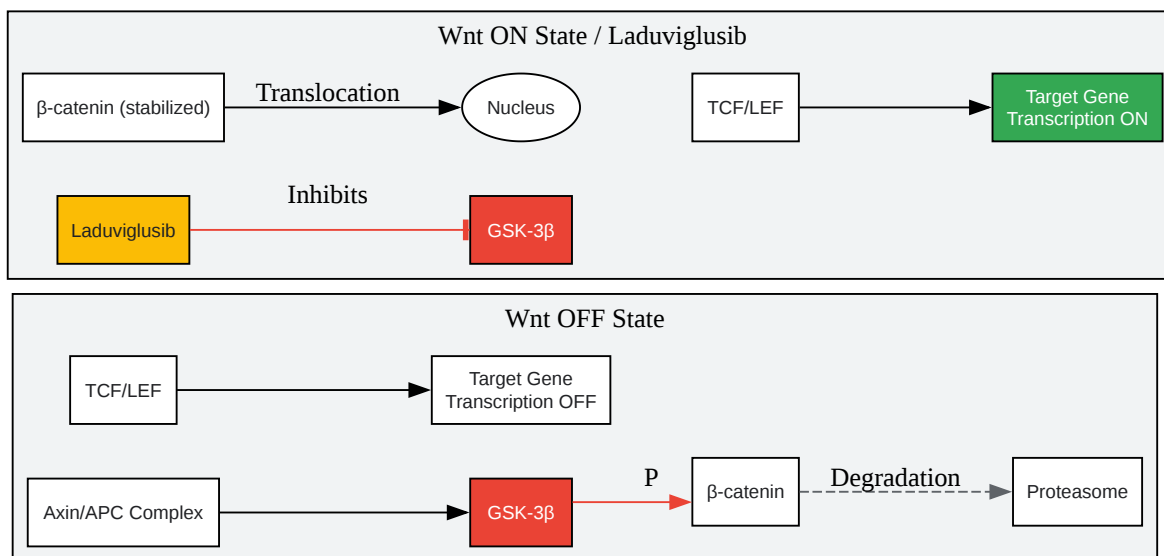 Wnt ON State / Laduviglusib
β-catenin (stabilized)
Translocation
Nucleus
TCF/LEF
Target Gene
Transcription ON
Laduviglusib
Inhibits
GSK-3β
Wnt OFF State
TCF/LEF
Target Gene
Transcription OFF
Axin/APC Complex
GSK-3β
P
β-catenin
Degradation
Proteasome